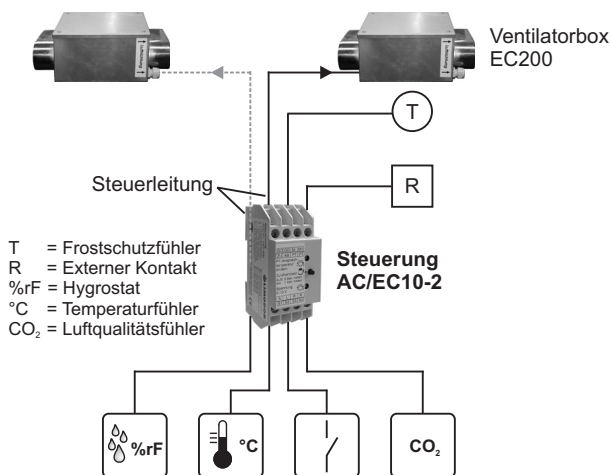 Ventilatorbox
EC200
T
R
Steuerleitung
T = Frostschutzfühler
R = Externer Kontakt
%rF = Hygrostat
°C = Temperaturfühler
CO₂ = Luftqualitätsfühler
Steuerung
AC/EC10-2
%rF
°C
CO₂